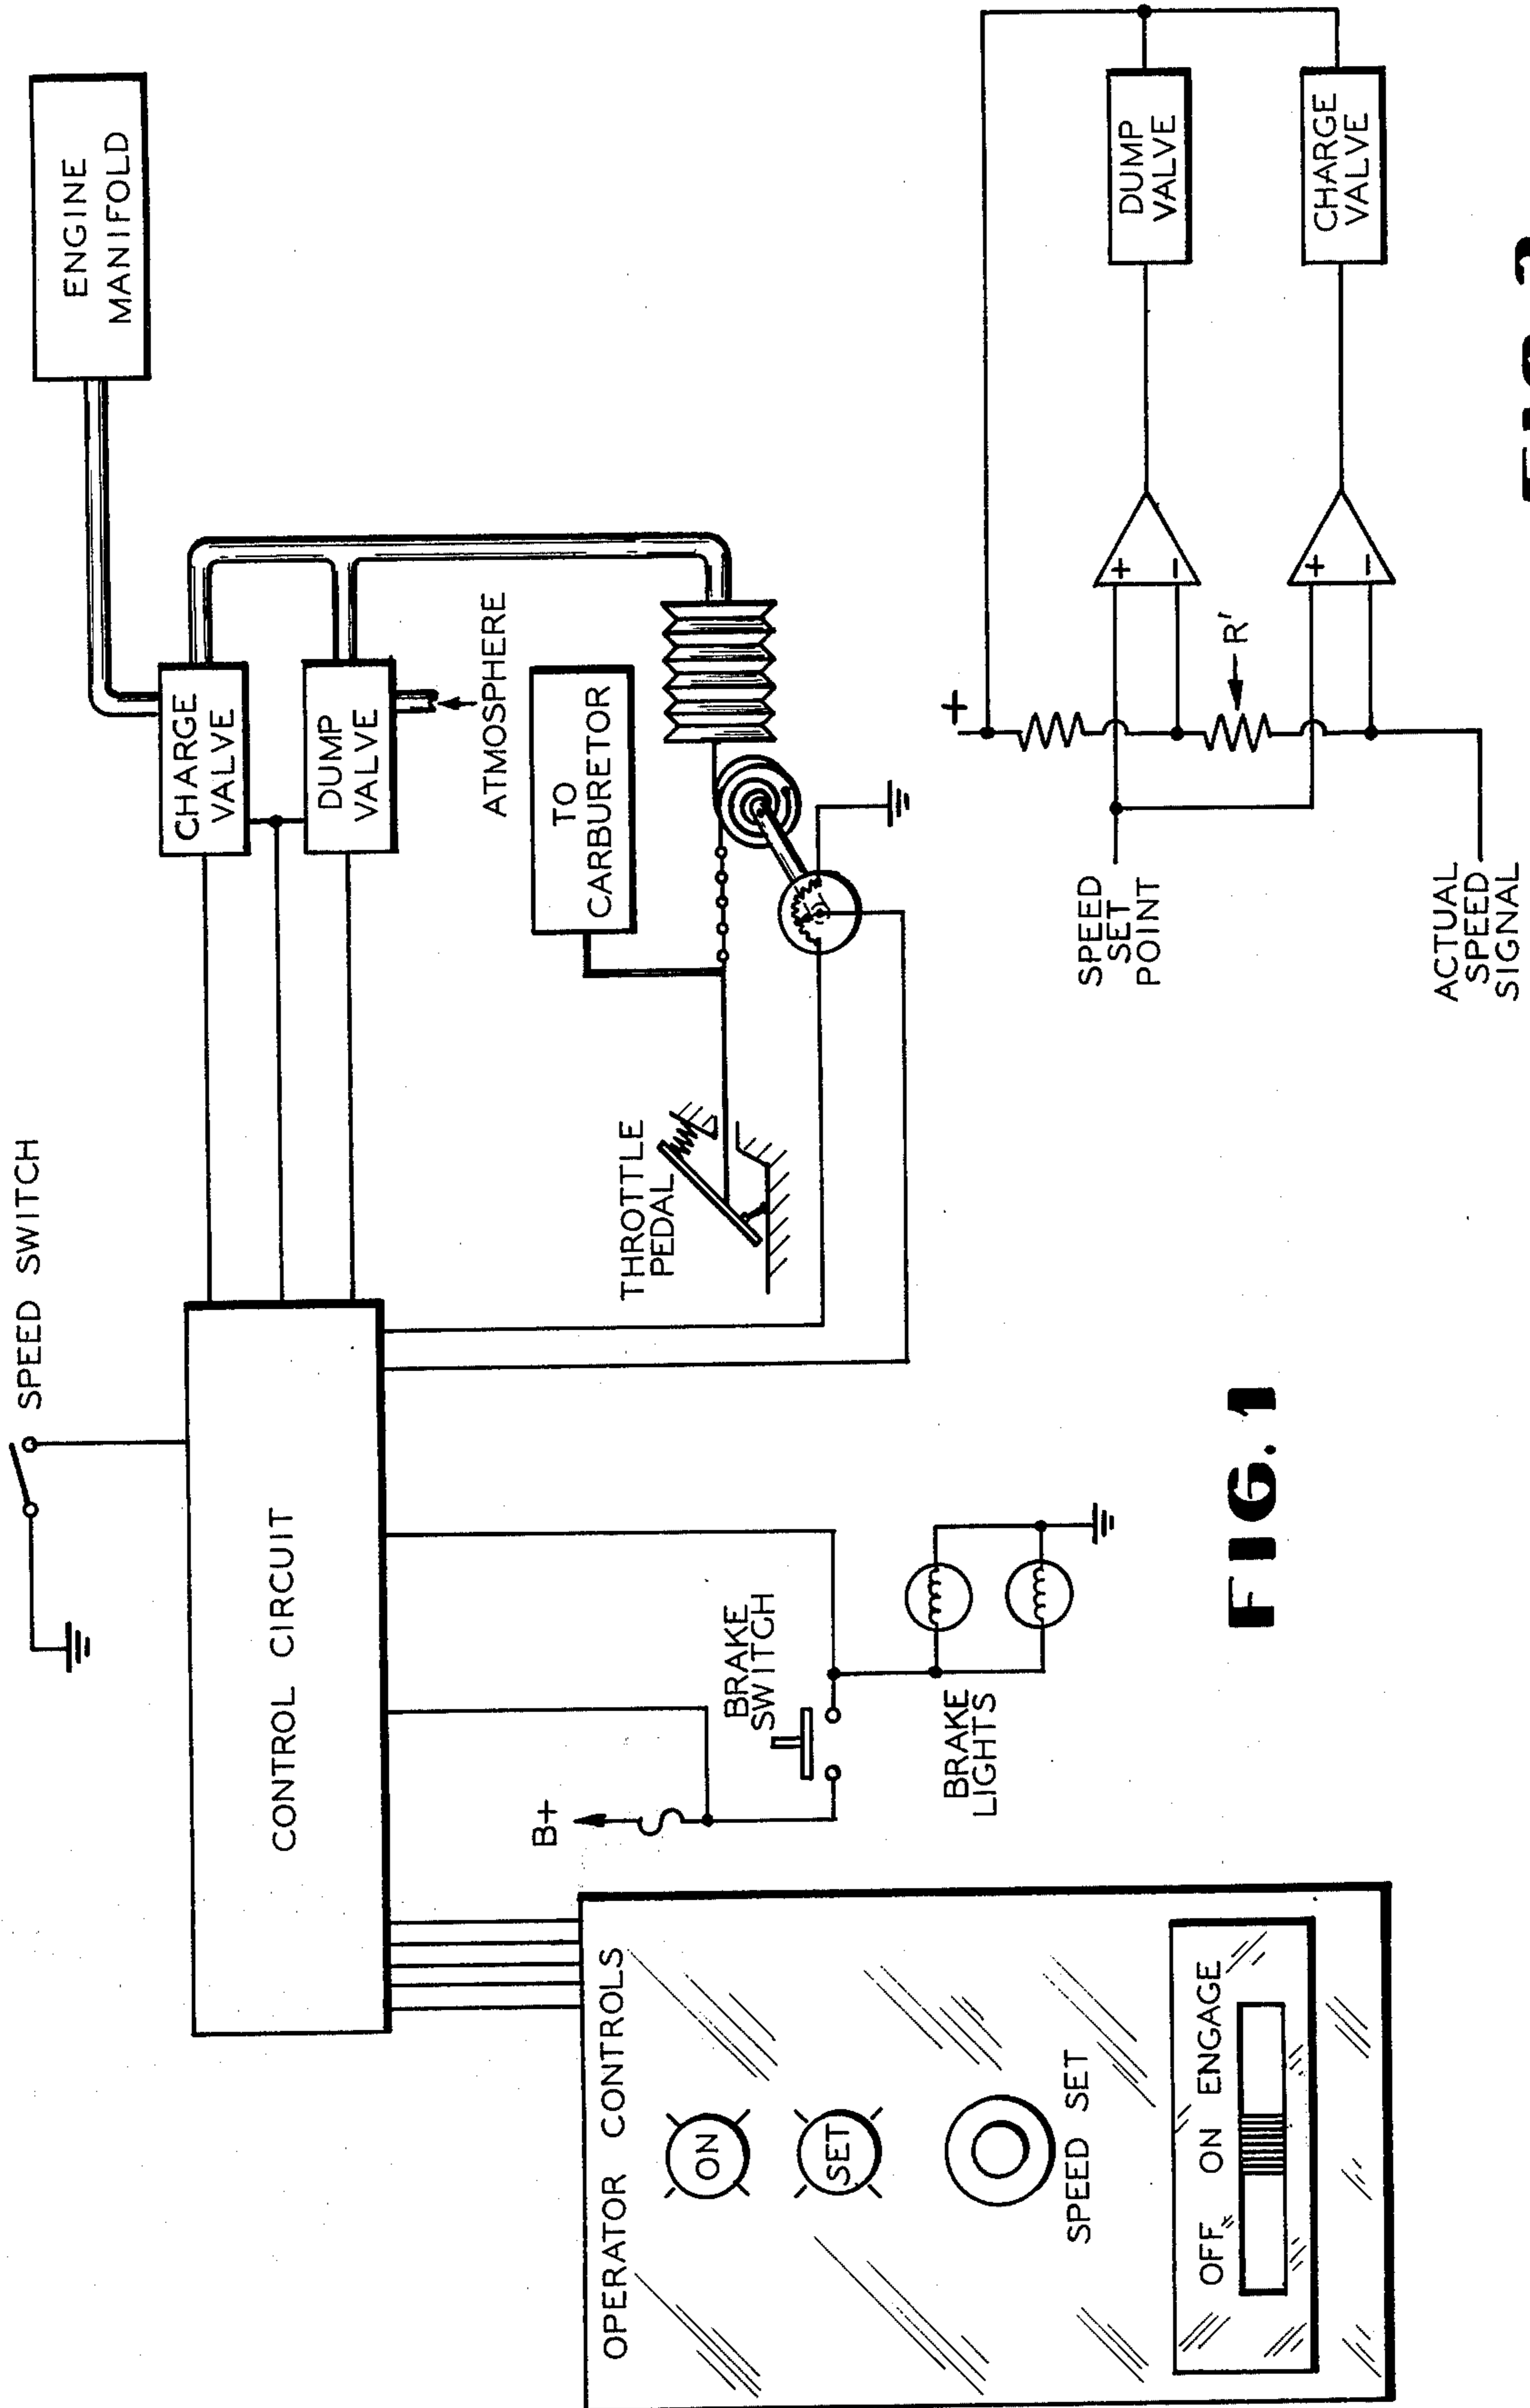 ENGINE
MANIFOLD
SPEED SWITCH
CHARGE
VALVE
DUMP
VALVE
ATMOSPHERE
CONTROL CIRCUIT
TO
CARBURETOR
THROTTLE
PEDAL
B+
BRAKE
SWITCH
BRAKE
LIGHTS
OPERATOR CONTROLS
ON
SET
SPEED SET
OFF ON ENGAGE
FIG. 1
DUMP
VALVE
CHARGE
VALVE
+
+
−
R'
+
−
SPEED
SET
POINT
ACTUAL
SPEED
SIGNAL